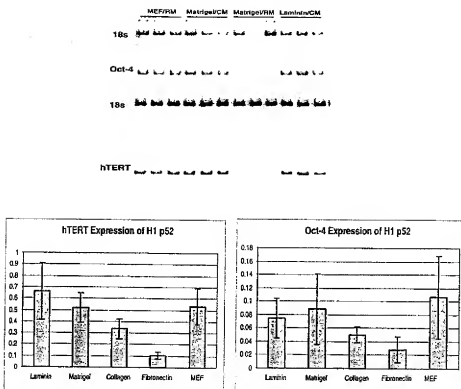 MEF/RM Matrigel/CM Matrigel/RM Laminin/CM
18s
Oct-4
18s
hTERT
hTERT Expression of H1 p52
1
0.9
0.8
0.7
0.6
0.5
0.4
0.3
0.2
0.1
0
Laminin Matrigel Collagen Fibronectin MEF
Oct-4 Expression of H1 p52
0.18
0.16
0.14
0.12
0.1
0.08
0.06
0.04
0.02
0
Laminin Matrigel Collagen Fibronectin MEF